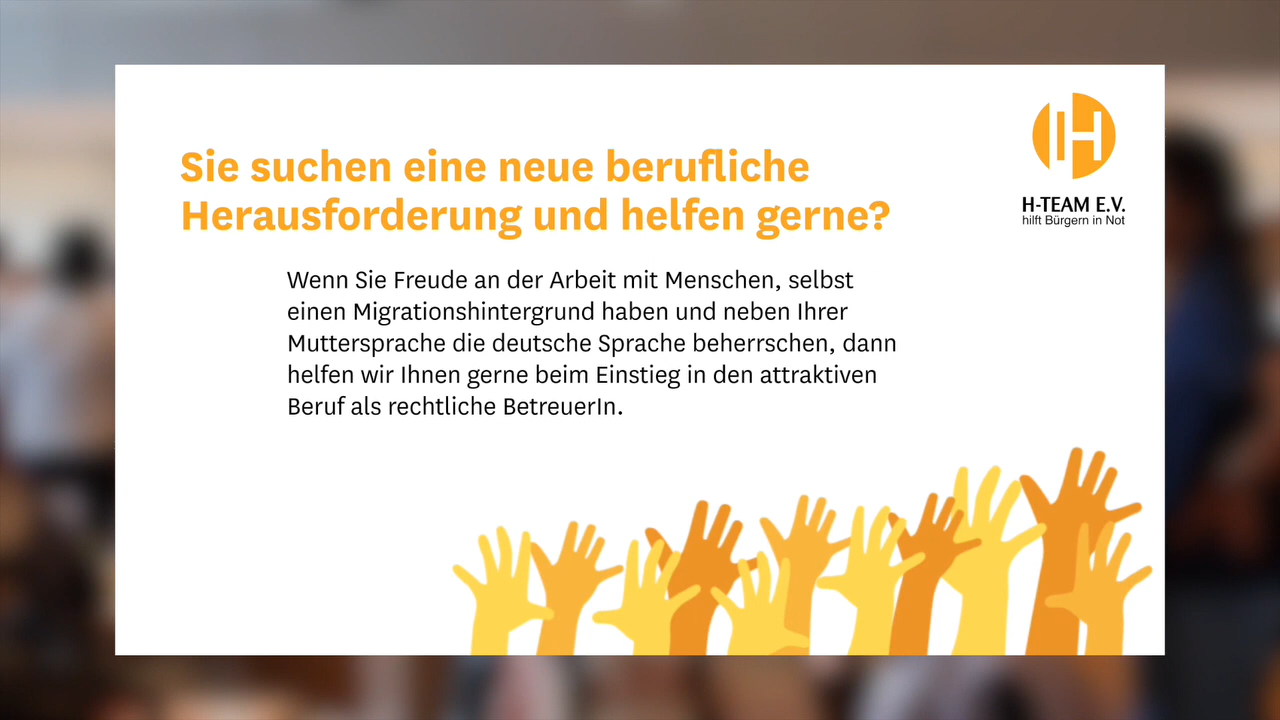 Sie suchen eine neue berufliche
Herausforderung und helfen gerne?
H-TEAM E.V.
hilft Bürgern in Not
Wenn Sie Freude an der Arbeit mit Menschen, selbst
einen Migrationshintergrund haben und neben Ihrer
Muttersprache die deutsche Sprache beherrschen, dann
helfen wir Ihnen gerne beim Einstieg in den attraktiven
Beruf als rechtliche BetreuerIn.